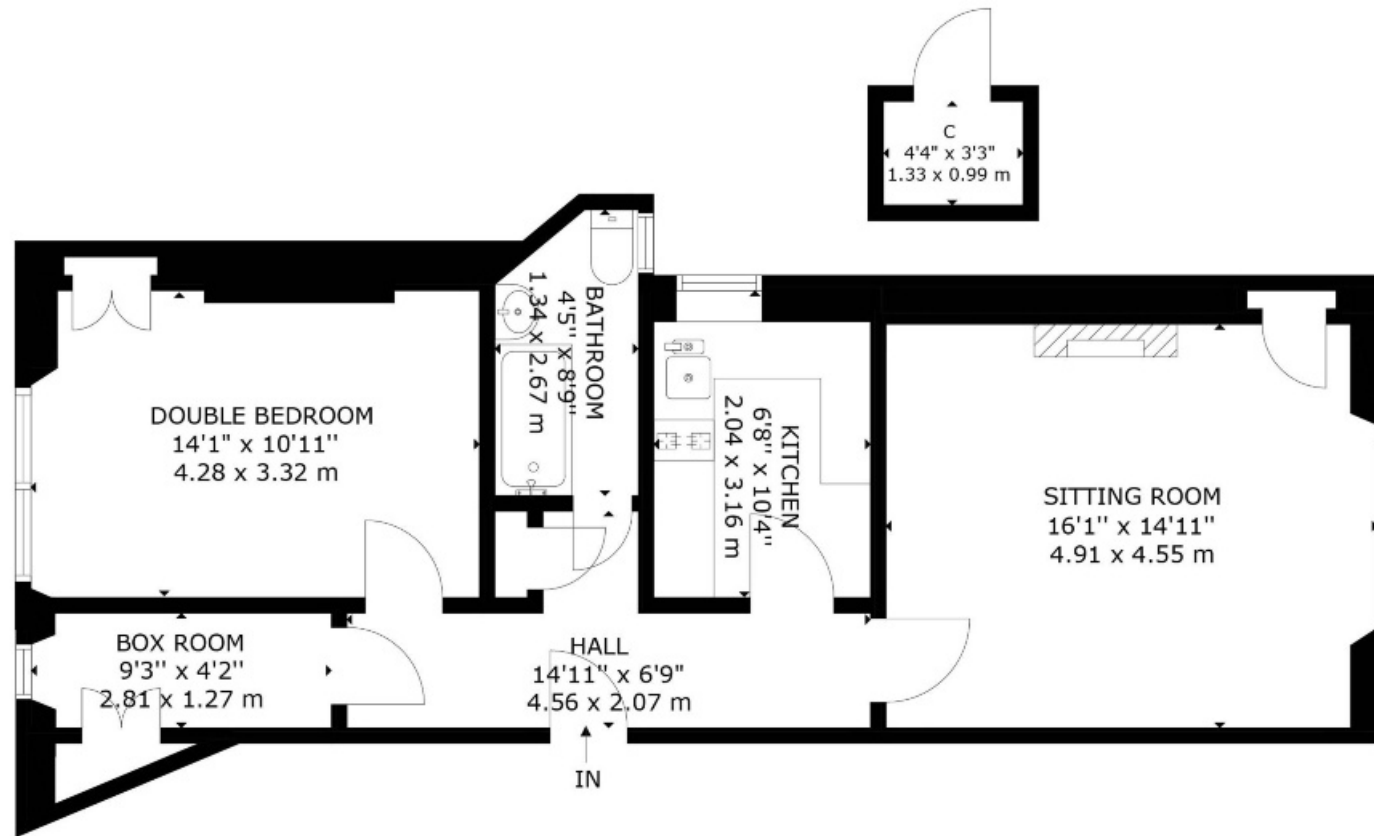 C
4'4" x 3'3"
1.33 x 0.99 m
DOUBLE BEDROOM
14'1" x 10'11''
4.28 x 3.32 m
BATHROOM
4'5'' x 8'9''
1.34 x 2.67 m
KITCHEN
6'8'' x 10'4''
2.04 x 3.16 m
SITTING ROOM
16'1'' x 14'11''
4.91 x 4.55 m
BOX ROOM
9'3'' x 4'2''
2.81 x 1.27 m
HALL
14'11'' x 6'9"
4.56 x 2.07 m
IN